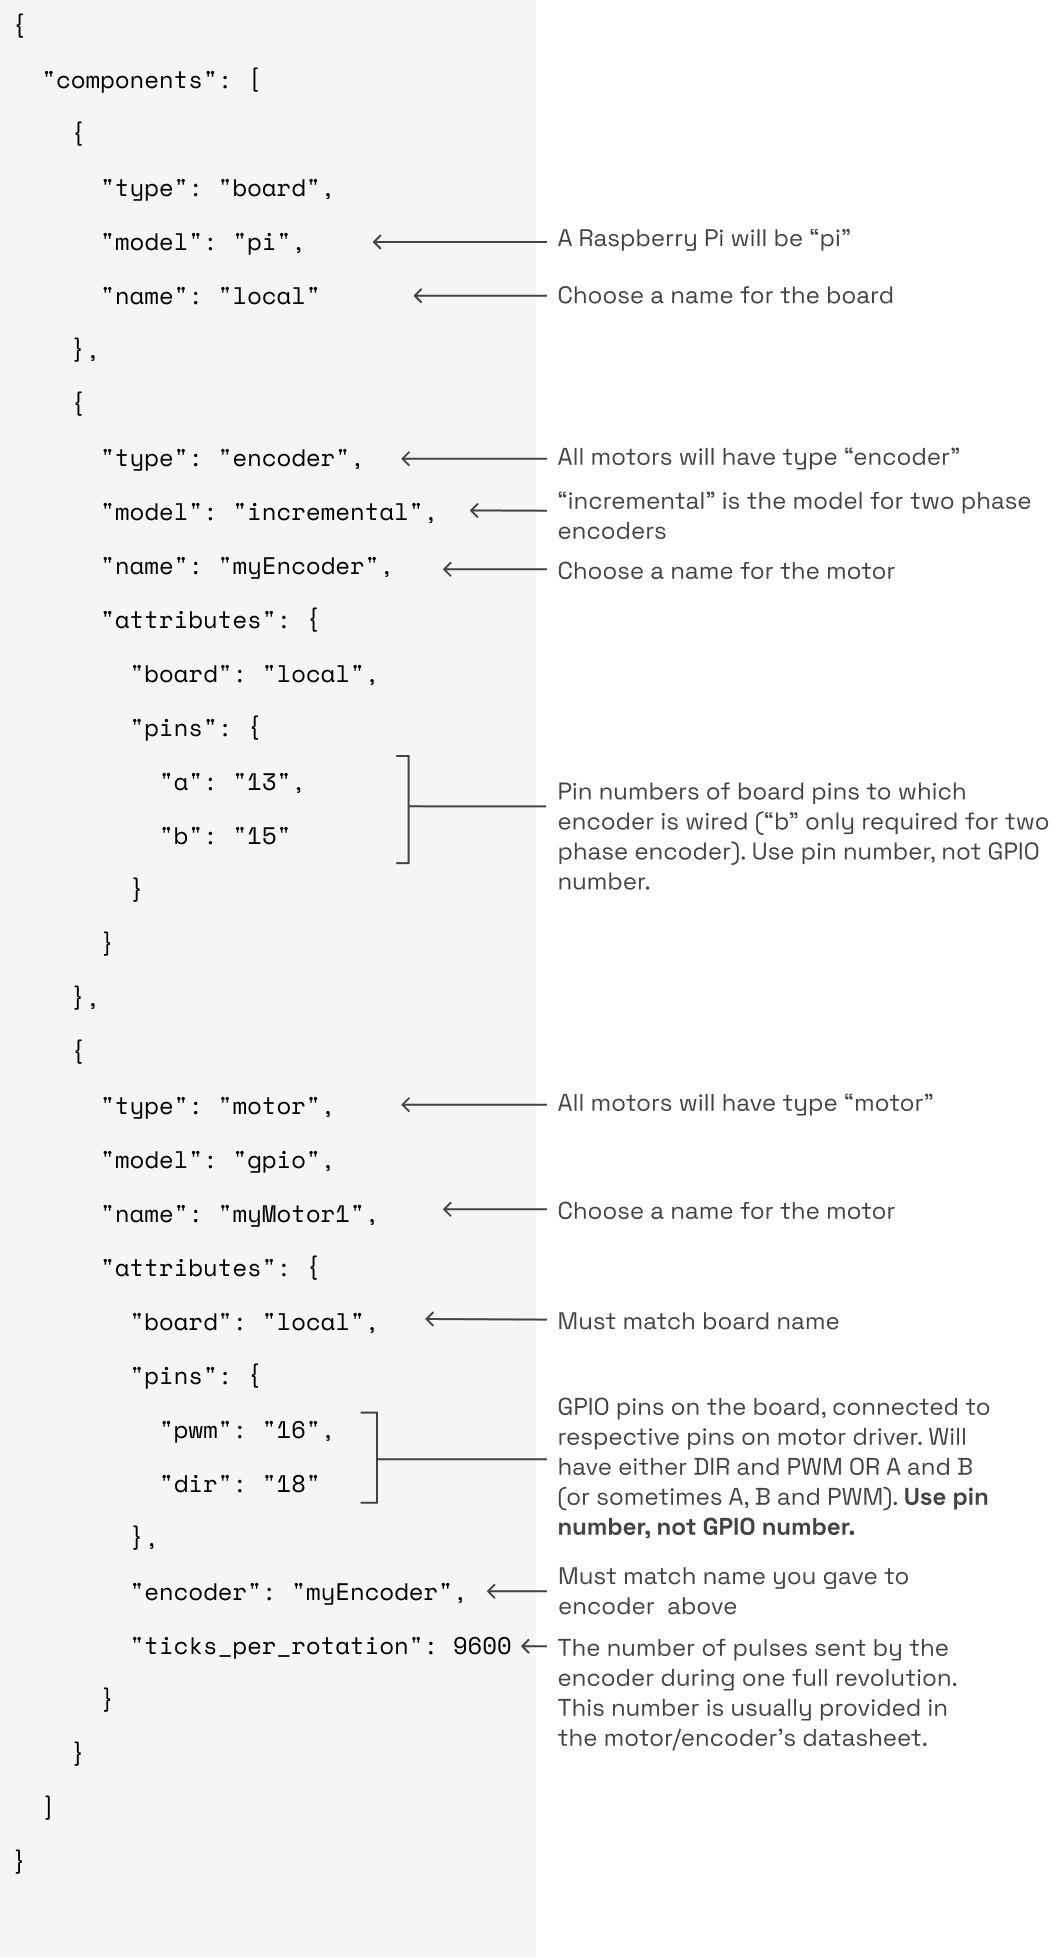 {
"components": [
{
"type": "board",
"model": "pi",
A Raspberry Pi will be “pi”
"name": "local"
Choose a name for the board
},
{
"type": "encoder",
All motors will have type “encoder”
"model": "incremental",
“incremental” is the model for two phase
encoders
"name": "myEncoder",
Choose a name for the motor
"attributes": {
"board": "local",
"pins": {
"a": "13",
"b": "15"
Pin numbers of board pins to which
encoder is wired (“b” only required for two
phase encoder). Use pin number, not GPIO
number.
}
}
},
{
"type": "motor",
All motors will have type “motor”
"model": "gpio",
"name": "myMotor1",
Choose a name for the motor
"attributes": {
"board": "local",
Must match board name
"pins": {
"pwm": "16",
"dir": "18"
GPIO pins on the board, connected to
respective pins on motor driver. Will
have either DIR and PWM OR A and B
(or sometimes A, B and PWM). Use pin
number, not GPIO number.
},
"encoder": "myEncoder",
Must match name you gave to
encoder  above
"ticks_per_rotation": 9600
The number of pulses sent by the
encoder during one full revolution.
This number is usually provided in
the motor/encoder’s datasheet.
}
}
]
}